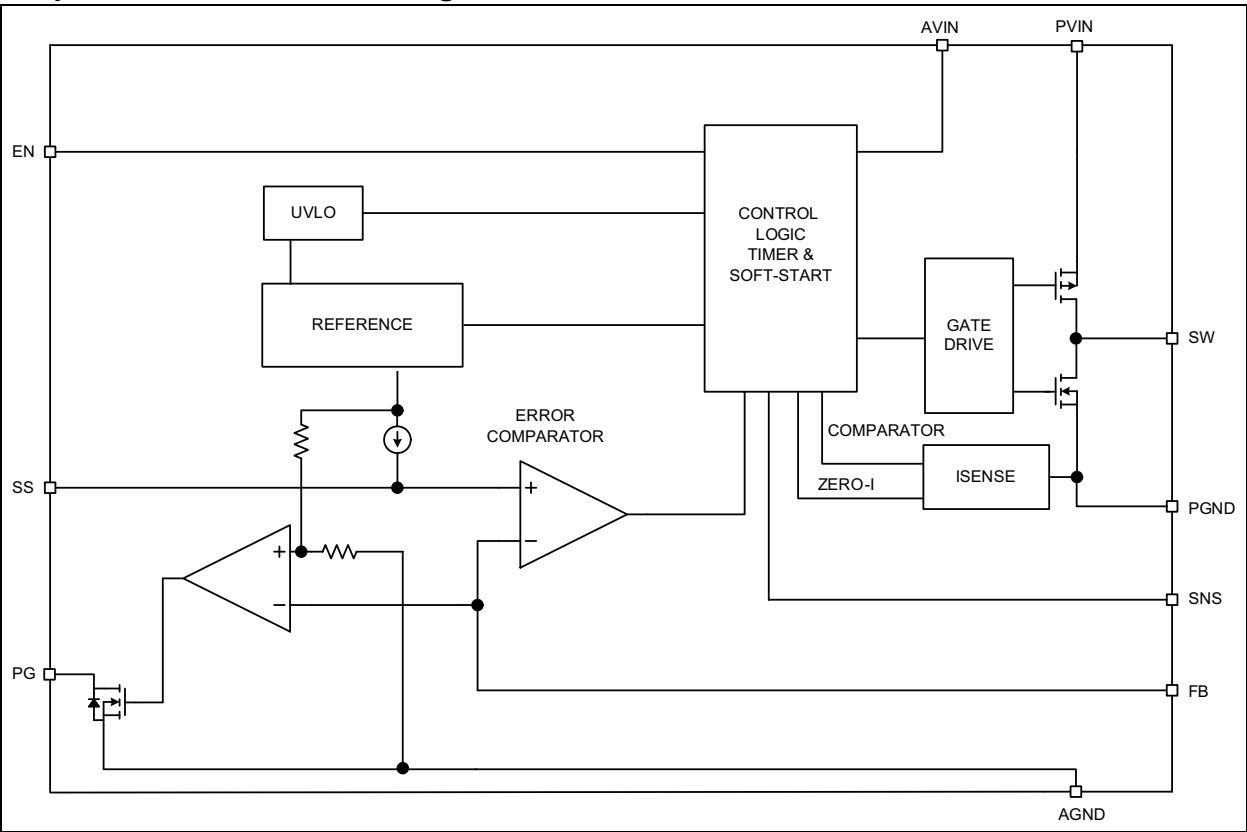 AVIN
PVIN
EN
UVLO
CONTROL
LOGIC
TIMER &
SOFT-START
REFERENCE
GATE
DRIVE
SW
ERROR
COMPARATOR
COMPARATOR
ISENSE
ZERO-I
SS
+
−
PGND
+
−
SNS
PG
FB
AGND